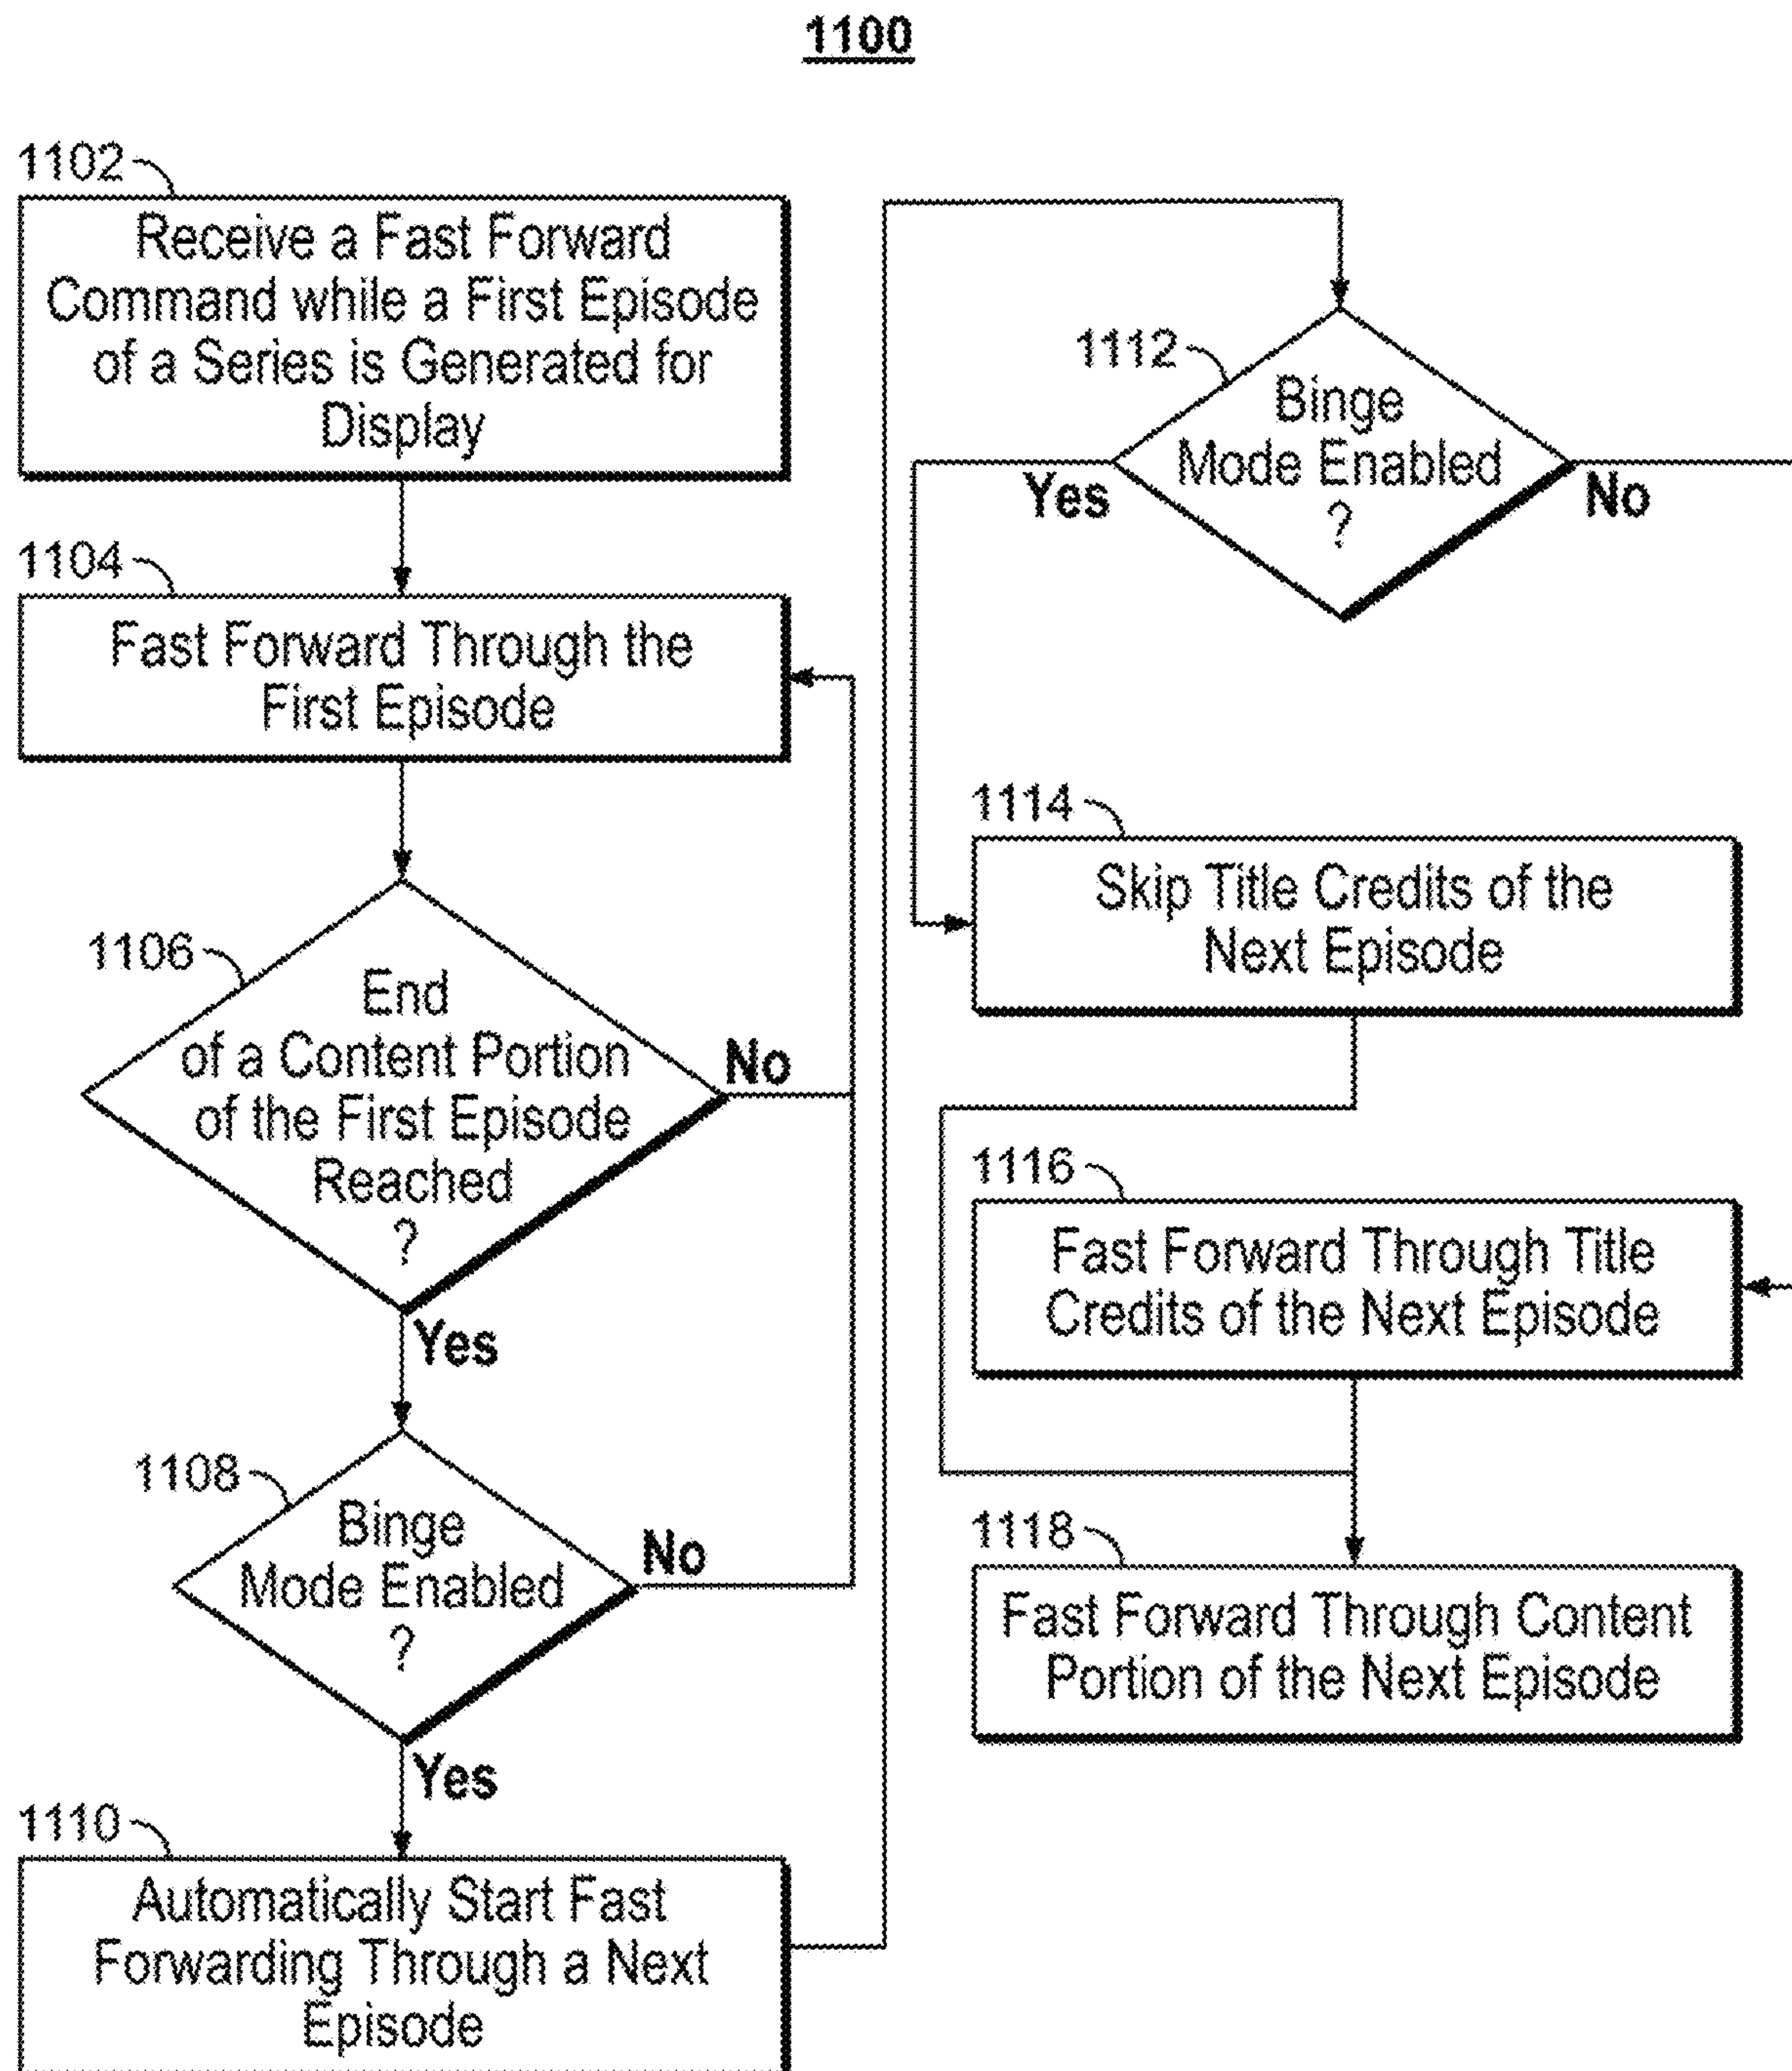 1100
1102
Receive a Fast Forward
Command while a First Episode
of a Series is Generated for
Display
1104
Fast Forward Through the
First Episode
1106
End
of a Content Portion
of the First Episode
Reached
?
No
Yes
1108
Binge
Mode Enabled
?
No
Yes
1110
Automatically Start Fast
Forwarding Through a Next
Episode
1112
Binge
Mode Enabled
?
Yes
No
1114
Skip Title Credits of the
Next Episode
1116
Fast Forward Through Title
Credits of the Next Episode
1118
Fast Forward Through Content
Portion of the Next Episode